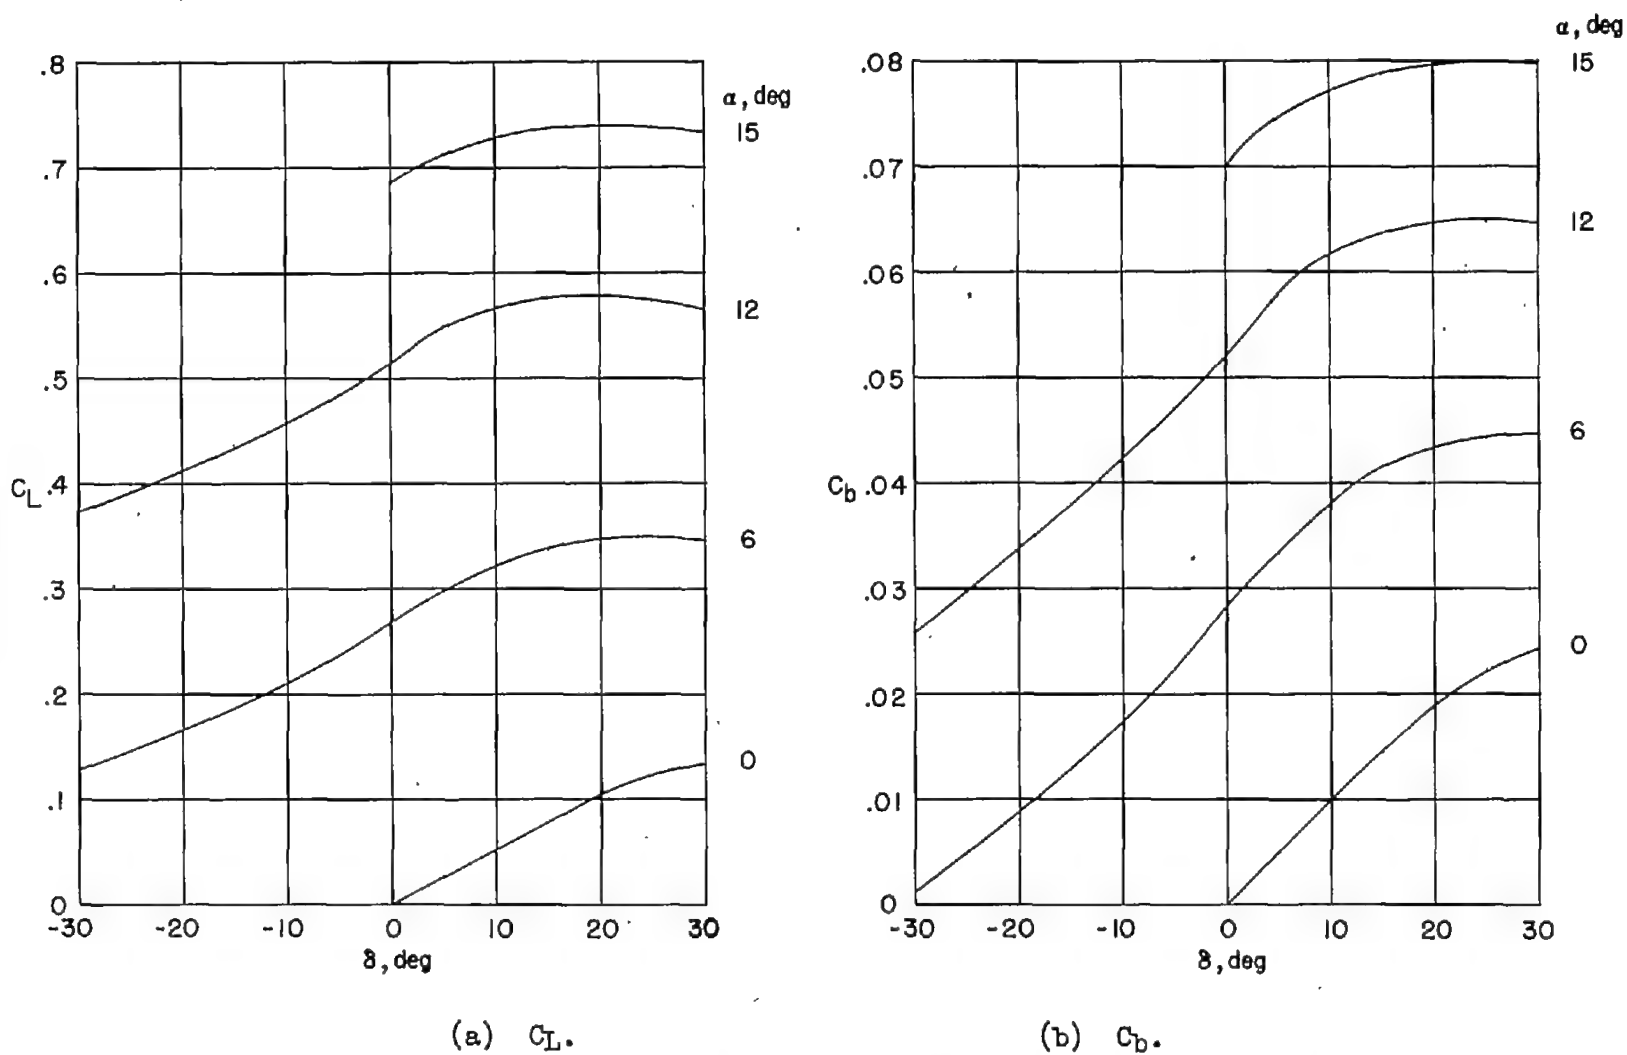 α, deg
.8
.7
.6
.5
C_L .4
.3
.2
.1
0
-30 -20 -10 0 10 20 30
δ, deg
α, deg
15
12
6
0
.08
.07
.06
.05
C_b .04
.03
.02
.01
0
-30 -20 -10 0 10 20 30
δ, deg
15
12
6
0
(a) C_L.
(b) C_b.